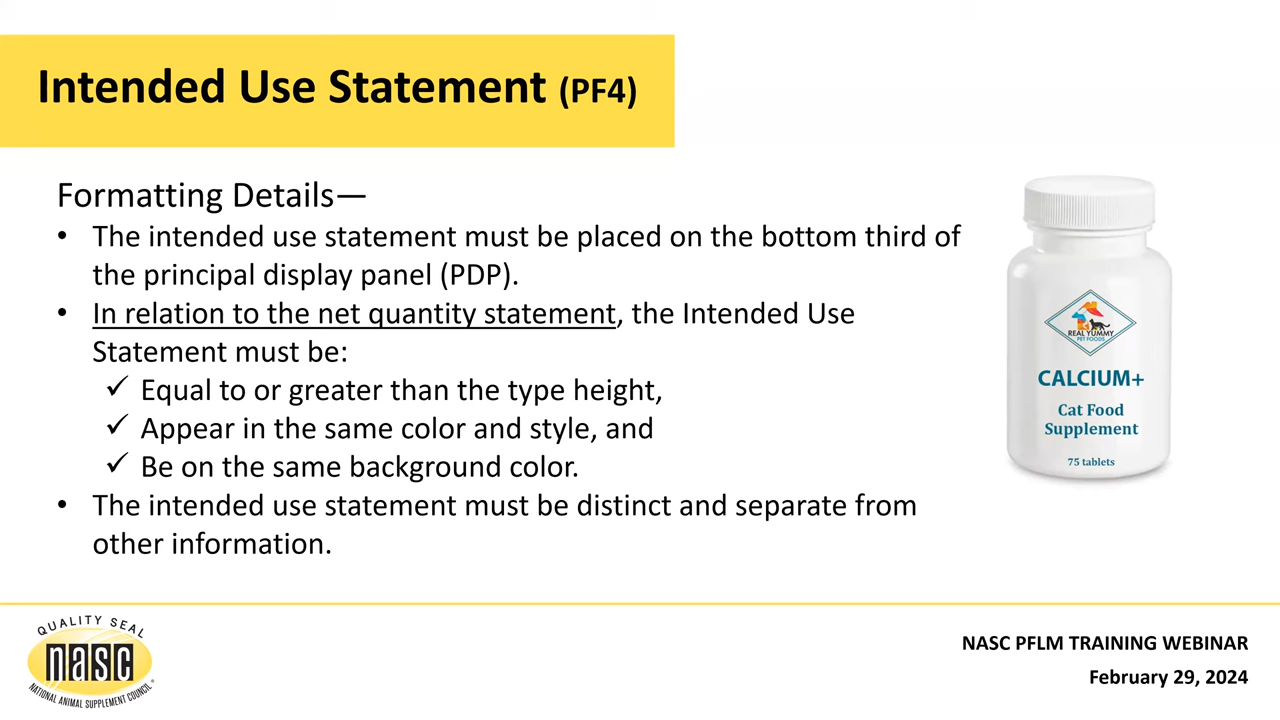 Intended Use Statement (PF4)
Formatting Details—
• The intended use statement must be placed on the bottom third of
the principal display panel (PDP).
• In relation to the net quantity statement, the Intended Use
Statement must be:
✓ Equal to or greater than the type height,
✓ Appear in the same color and style, and
✓ Be on the same background color.
• The intended use statement must be distinct and separate from
other information.
REAL YUMMY
PET FOODS
CALCIUM+
Cat Food
Supplement
75 tablets
QUALITY SEAL
nasc
NATIONAL ANIMAL SUPPLEMENT COUNCIL®
NASC PFLM TRAINING WEBINAR
February 29, 2024